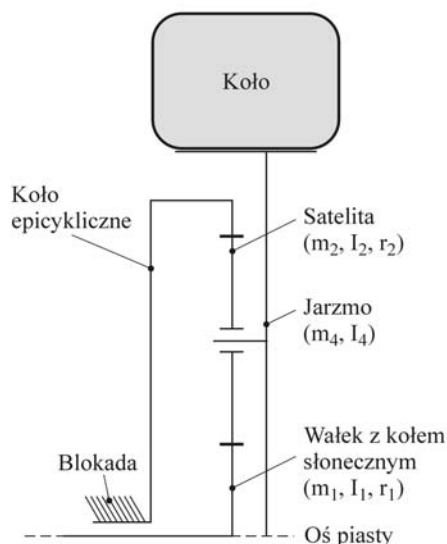 Koło
Koło
epicykliczne
Satelita
(m₂, I₂, r₂)
Jarzmo
(m₄, I₄)
Blokada
Wałek z kołem
słonecznym
(m₁, I₁, r₁)
Oś piasty